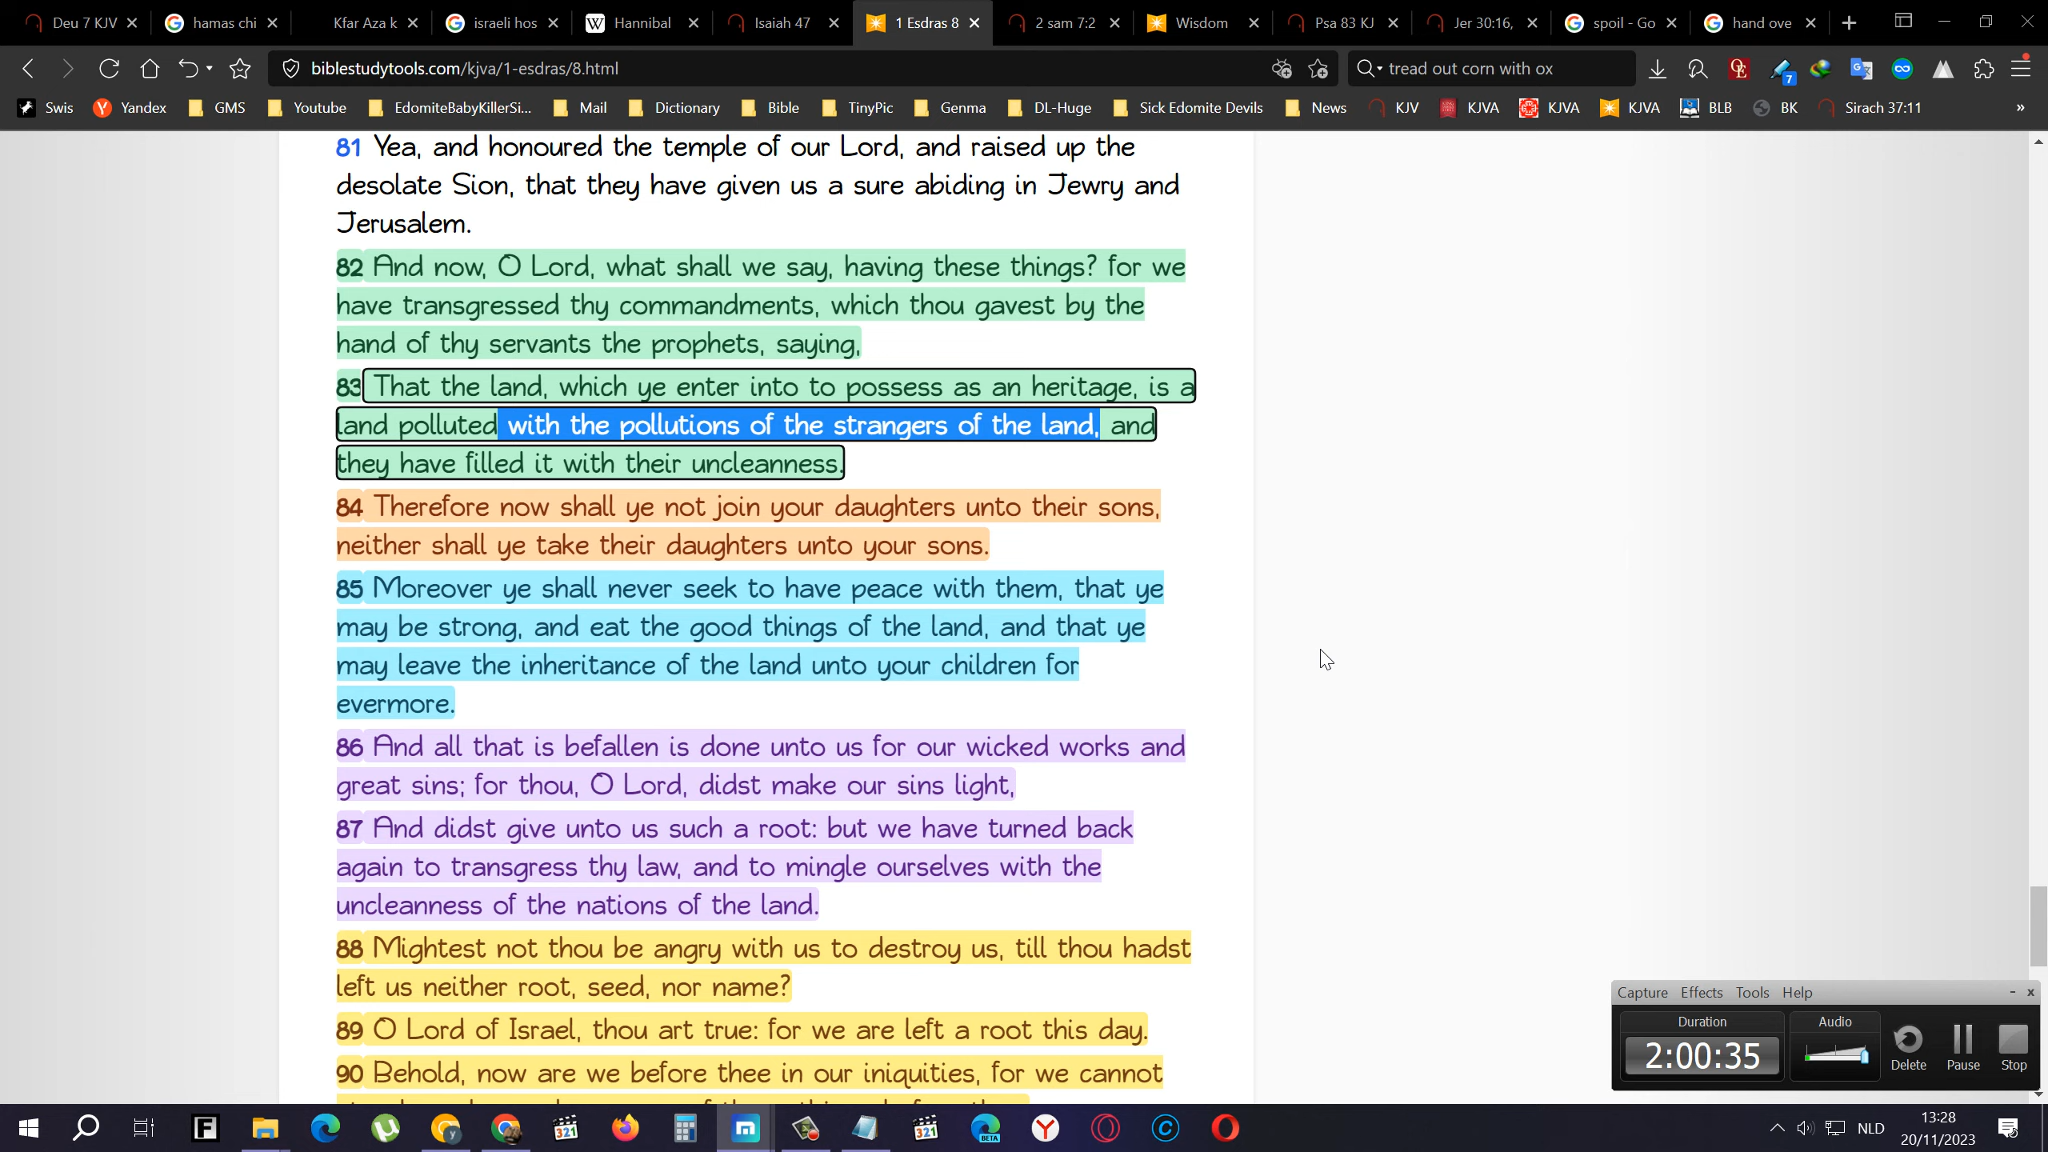 Deu 7 KJV
hamas chi
Kfar Aza k
israeli hos
Hannibal
Isaiah 47
1 Esdras 8
2 sam 7:2
Wisdom
Psa 83 KJ
Jer 30:16,
spoil - Go
hand ove
biblestudytools.com/kjva/1-esdras/8.html
tread out corn with ox
7
Swis
Yandex
GMS
Youtube
EdomiteBabyKillerSi...
Mail
Dictionary
Bible
TinyPic
Genma
DL-Huge
Sick Edomite Devils
News
KJV
KJVA
KJVA
KJVA
BLB
BK
Sirach 37:11
»
81 Yea, and honoured the temple of our Lord, and raised up the
desolate Sion, that they have given us a sure abiding in Jewry and
Jerusalem.
82 And now, O Lord, what shall we say, having these things? for we
have transgressed thy commandments, which thou gavest by the
hand of thy servants the prophets, saying,
83 That the land, which ye enter into to possess as an heritage, is a
land polluted with the pollutions of the strangers of the land, and
they have filled it with their uncleanness.
84 Therefore now shall ye not join your daughters unto their sons,
neither shall ye take their daughters unto your sons.
85 Moreover ye shall never seek to have peace with them, that ye
may be strong, and eat the good things of the land, and that ye
may leave the inheritance of the land unto your children for
evermore.
86 And all that is befallen is done unto us for our wicked works and
great sins; for thou, O Lord, didst make our sins light,
87 And didst give unto us such a root: but we have turned back
again to transgress thy law, and to mingle ourselves with the
uncleanness of the nations of the land.
88 Mightest not thou be angry with us to destroy us, till thou hadst
left us neither root, seed, nor name?
89 O Lord of Israel, thou art true: for we are left a root this day.
90 Behold, now are we before thee in our iniquities, for we cannot
Capture Effects Tools Help
Duration
Audio
2:00:35
Delete
Pause
Stop
321
321
BETA
NLD
13:28
20/11/2023